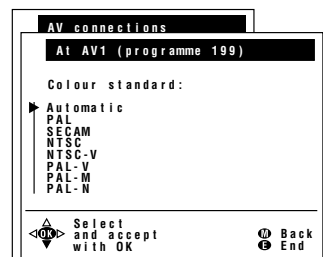 AV connections
At AV1 (programme 199)
Colour standard:
Automatic
PAL
SECAM
NTSC
NTSC-V
PAL-V
PAL-M
PAL-N
Select
OK and accept
with OK
M Back
E End